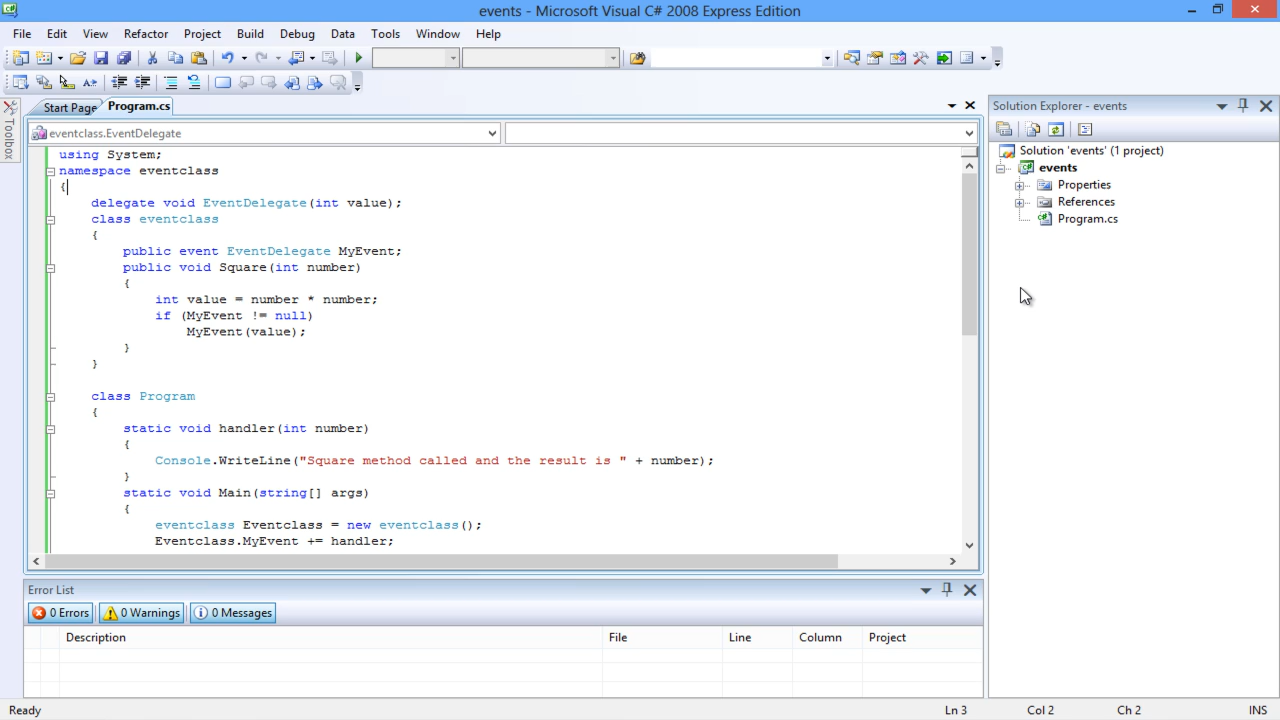 events - Microsoft Visual C# 2008 Express Edition
File Edit View Refactor Project Build Debug Data Tools Window Help
Start Page Program.cs
Toolbox
eventclass.EventDelegate
using System;
namespace eventclass
{
delegate void EventDelegate(int value);
class eventclass
{
public event EventDelegate MyEvent;
public void Square(int number)
{
int value = number * number;
if (MyEvent != null)
MyEvent(value);
}
}
class Program
{
static void handler(int number)
{
Console.WriteLine("Square method called and the result is " + number);
}
static void Main(string[] args)
{
eventclass Eventclass = new eventclass();
Eventclass.MyEvent += handler;
Solution Explorer - events
Solution 'events' (1 project)
events
Properties
References
Program.cs
Error List
0 Errors 0 Warnings 0 Messages
Description File Line Column Project
Ready Ln 3 Col 2 Ch 2 INS